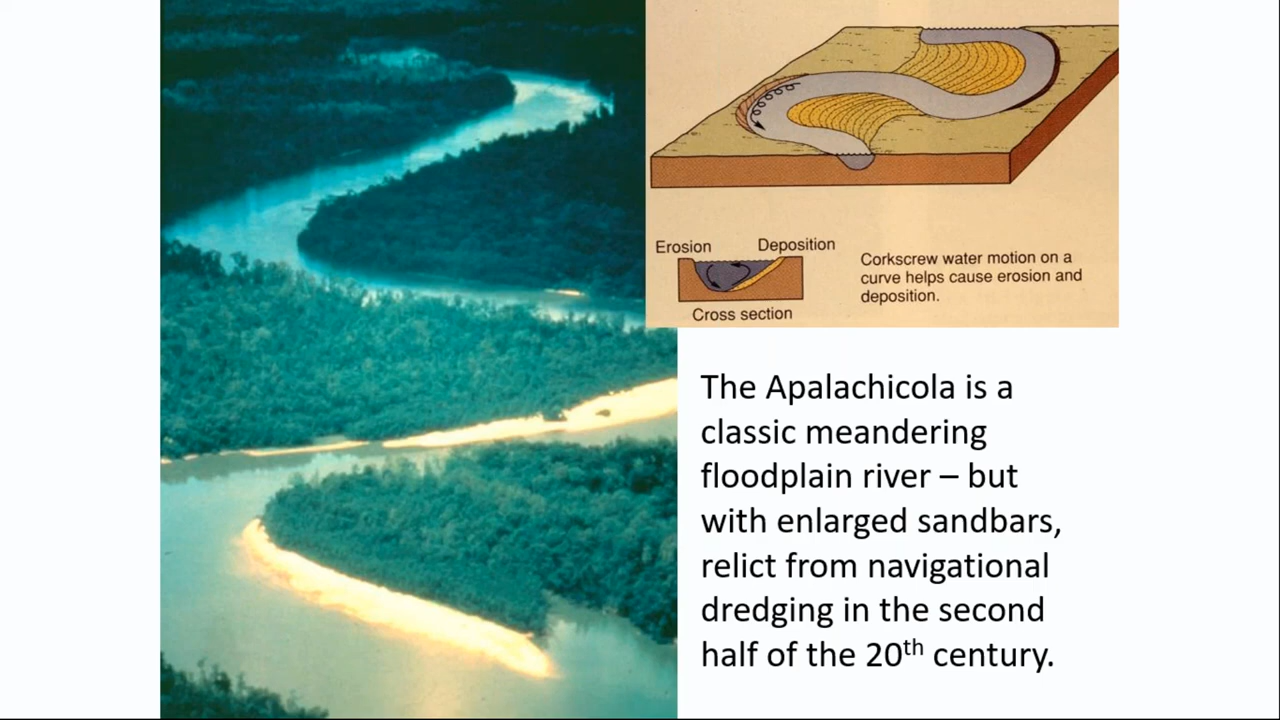 Erosion
Deposition
Cross section
Corkscrew water motion on a
curve helps cause erosion and
deposition.
The Apalachicola is a
classic meandering
floodplain river – but
with enlarged sandbars,
relict from navigational
dredging in the second
half of the 20th century.